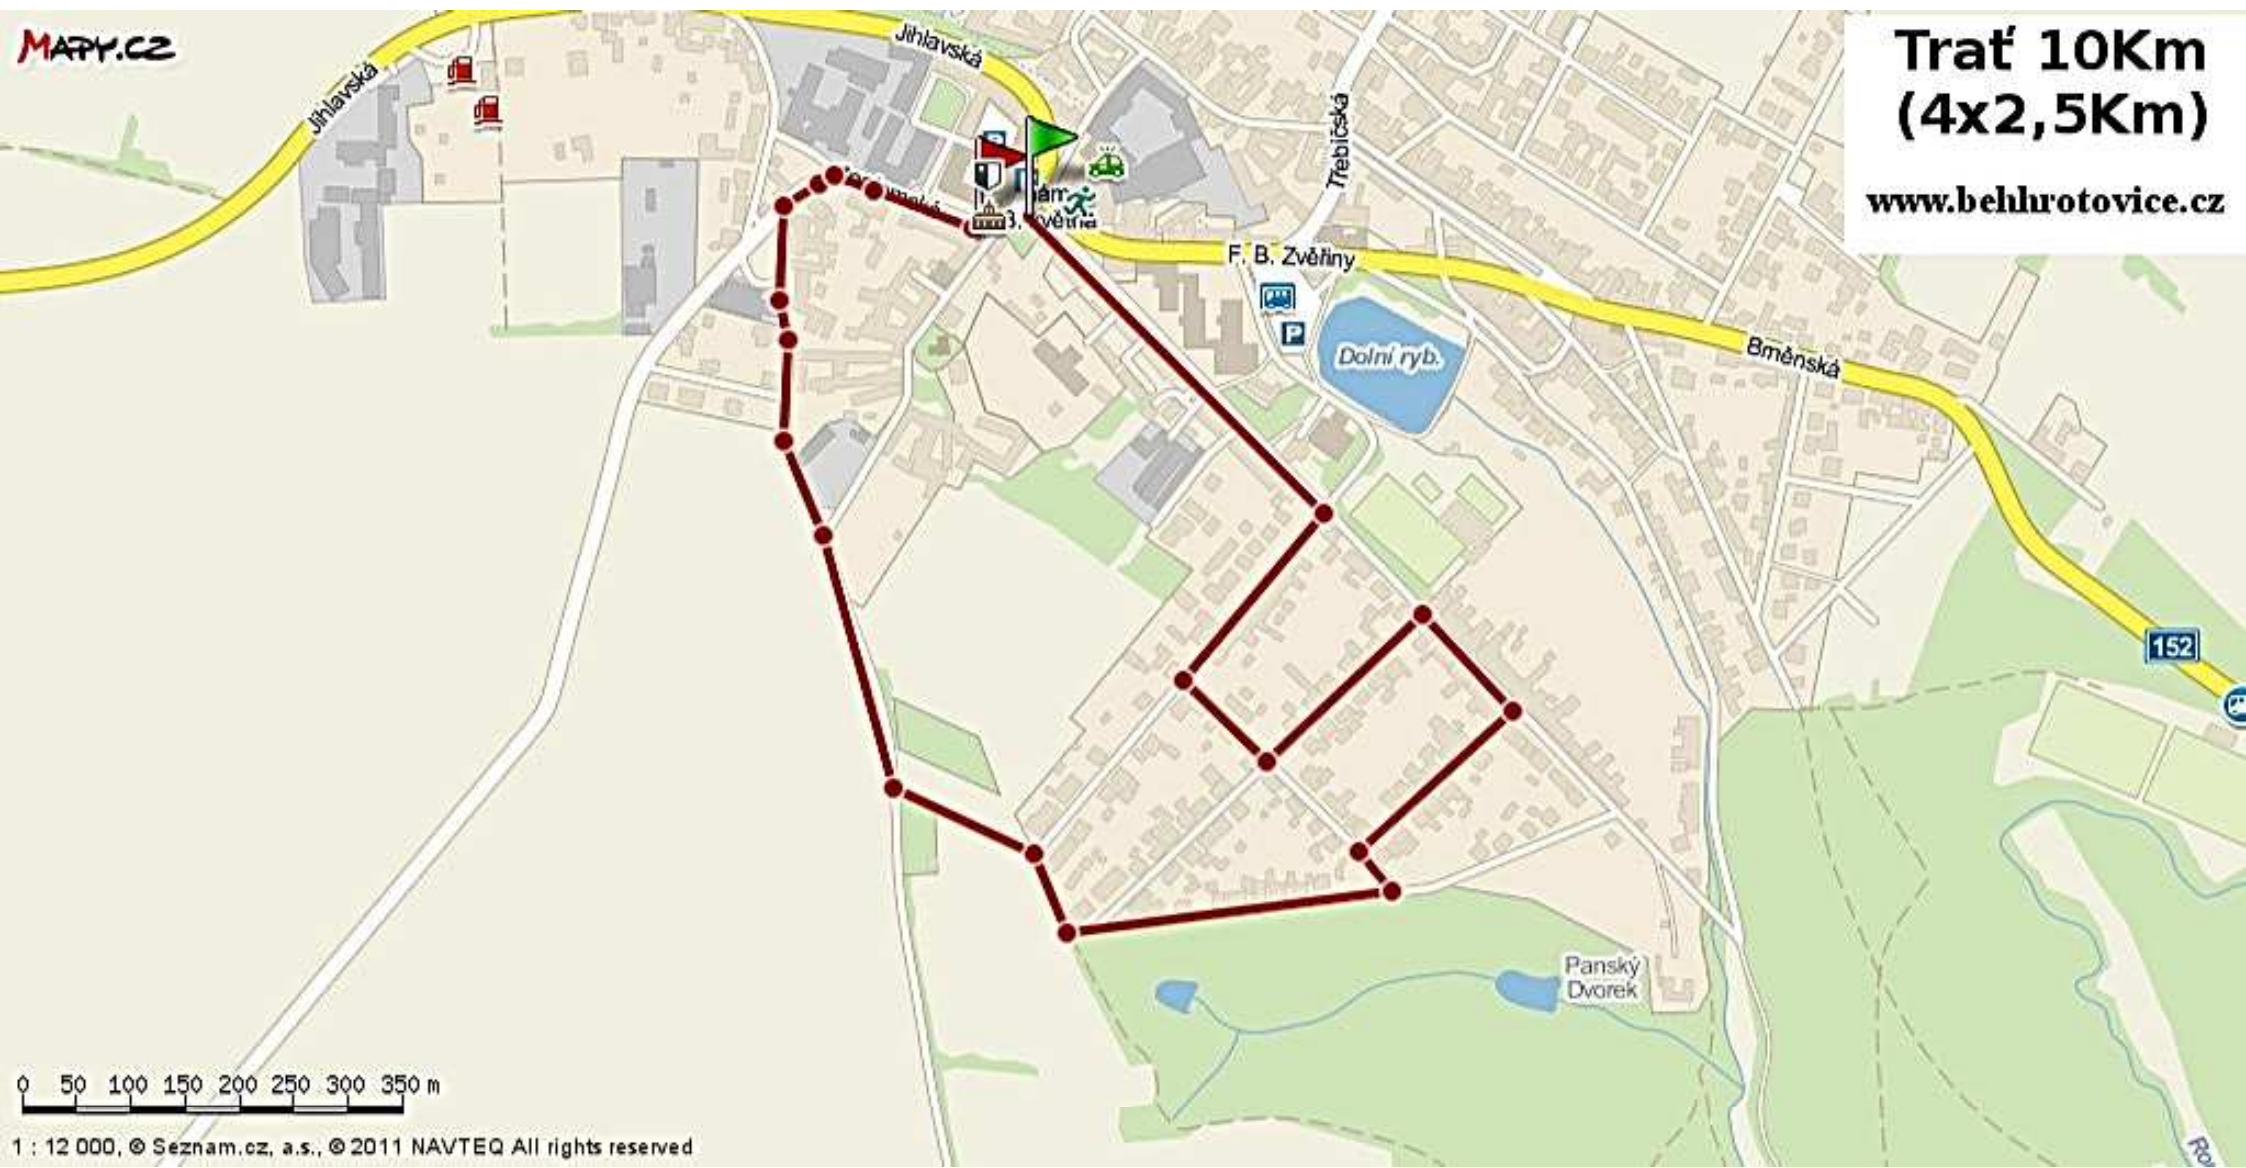 MAPY.CZ
Jihlavská
Jihlavská
Třebíčská
Trať 10Km
(4x2,5Km)
www.behhrotovice.cz
F. B. Zvěřiny
P
Dolní ryb.
Brněnská
152
Panský
Dvorek
0 50 100 150 200 250 300 350 m
1 : 12 000, © Seznam.cz, a.s., © 2011 NAVTEQ All rights reserved